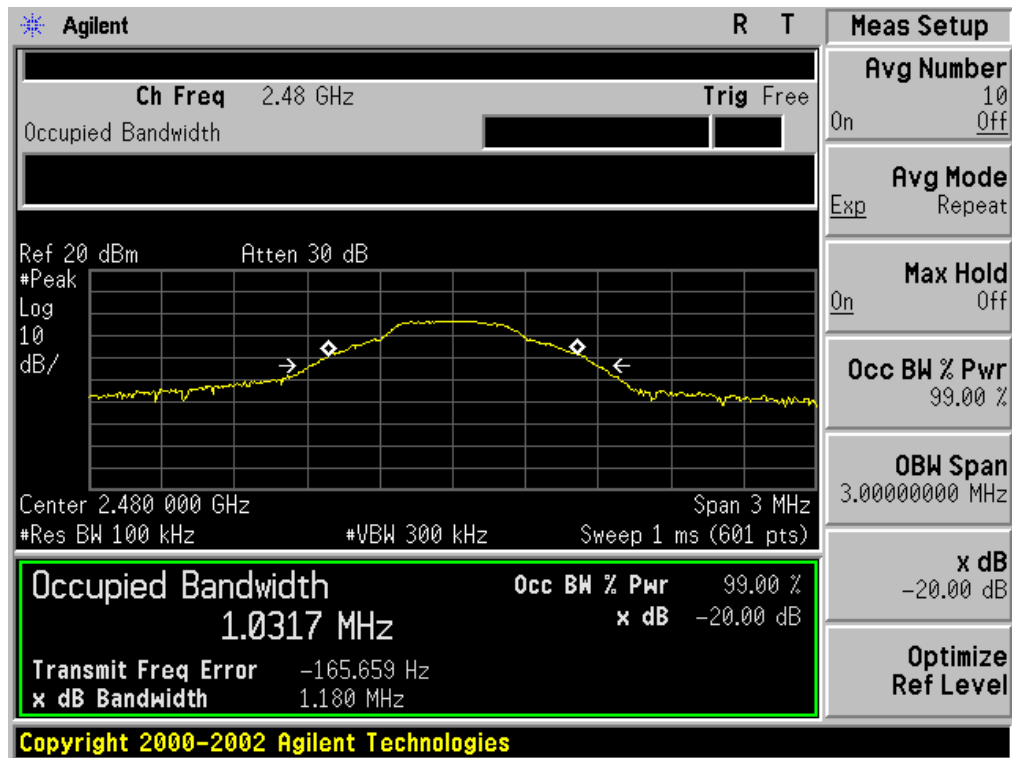 Agilent R T
Meas Setup
Ch Freq 2.48 GHz Trig Free
Occupied Bandwidth
Ref 20 dBm Atten 30 dB
#Peak
Log
10
dB/
Center 2.480 000 GHz Span 3 MHz
#Res BW 100 kHz #VBW 300 kHz Sweep 1 ms (601 pts)
Occupied Bandwidth Occ BW % Pwr 99.00 %
1.0317 MHz x dB -20.00 dB
Transmit Freq Error -165.659 Hz
x dB Bandwidth 1.180 MHz
Avg Number
10
On Off
Avg Mode
Exp Repeat
Max Hold
On Off
Occ BW % Pwr
99.00 %
OBW Span
3.00000000 MHz
x dB
-20.00 dB
Optimize
Ref Level
Copyright 2000-2002 Agilent Technologies